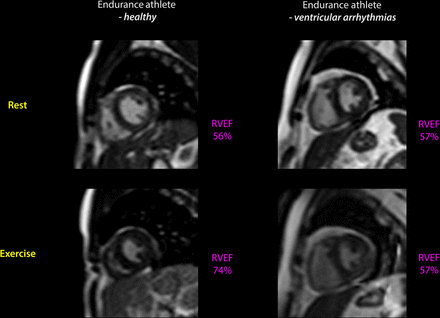 Endurance athlete
- healthy
Endurance athlete
- ventricular arrhythmias
Rest
RVEF
56%
RVEF
57%
Exercise
RVEF
74%
RVEF
57%